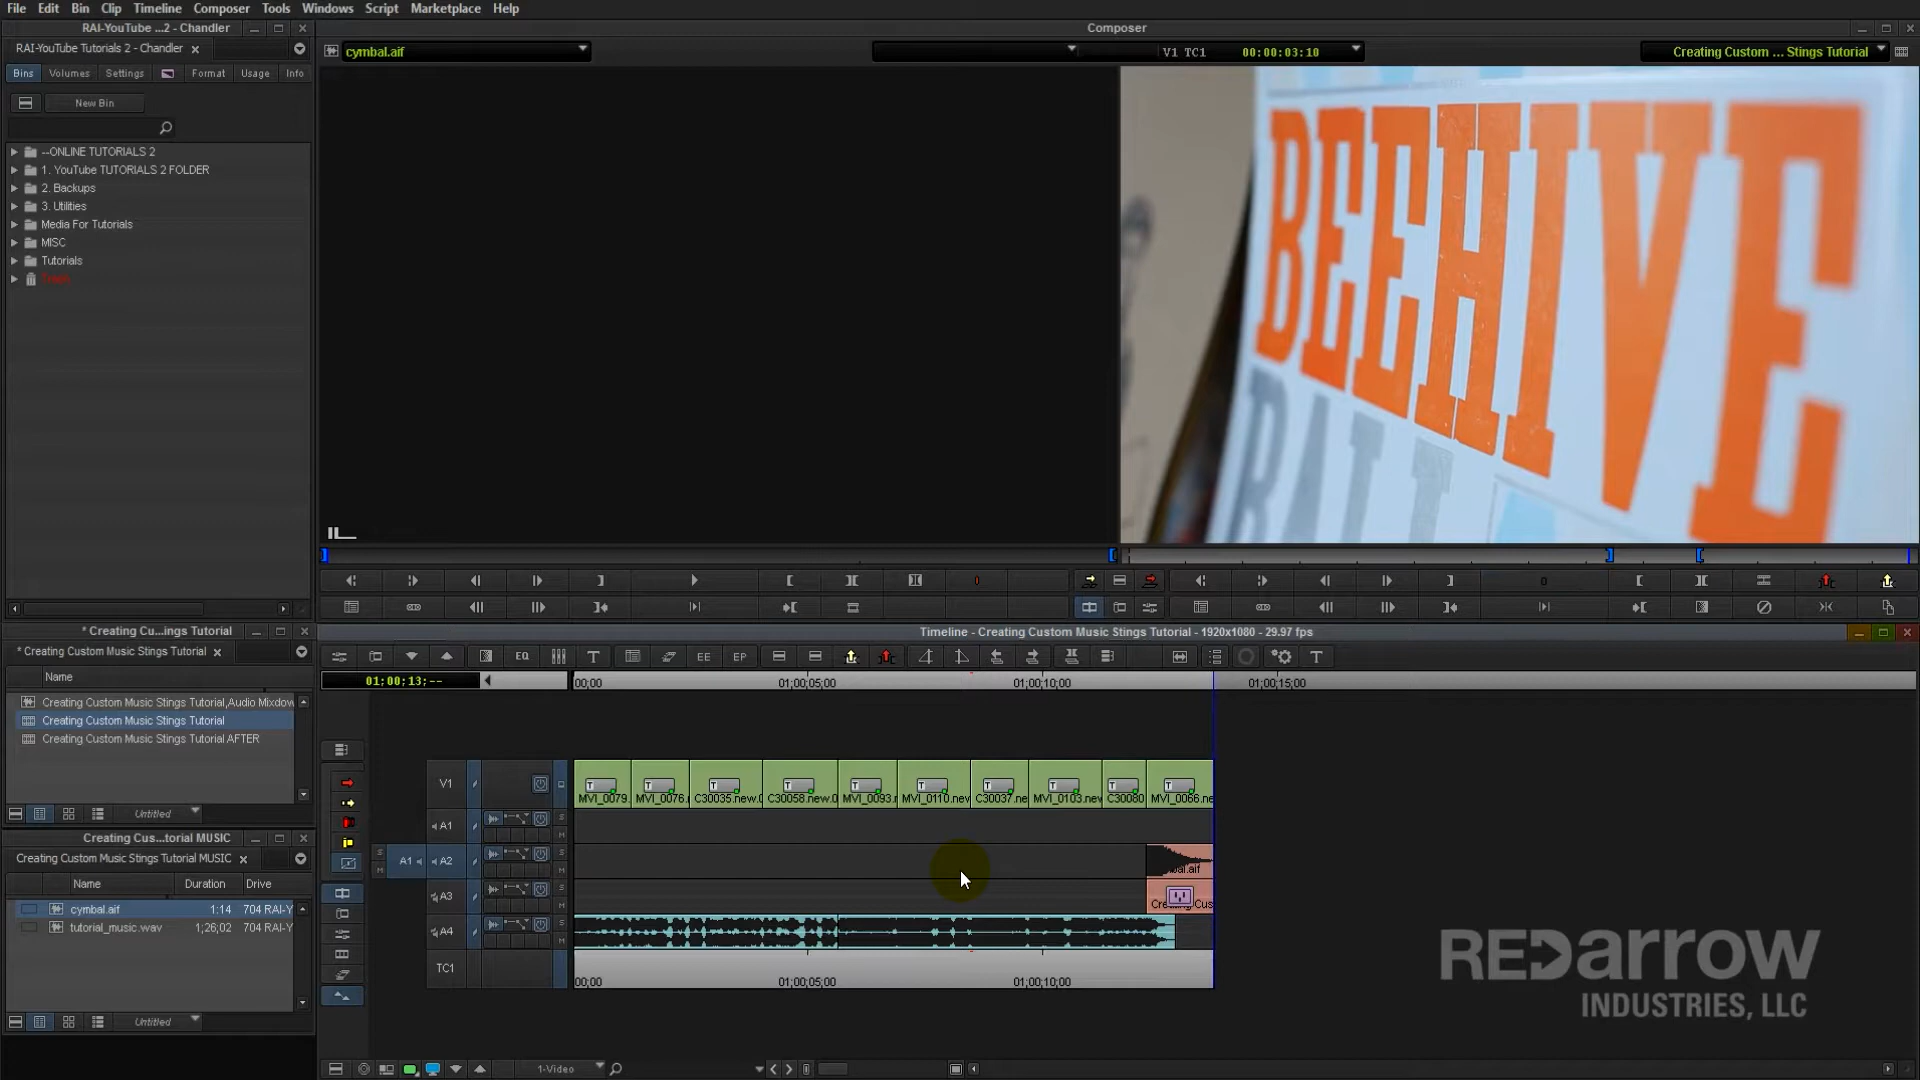 File Edit Bin Clip Timeline Composer Tools Windows Script Marketplace Help
RAI-YouTube ...2 - Chandler
Composer
RAI-YouTube Tutorials 2 - Chandler
cymbal.aif
V1 TC1
00:00:03:10
Creating Custom ... Stings Tutorial
Bins Volumes Settings Format Usage Info
New Bin
--ONLINE TUTORIALS 2
1. YouTube TUTORIALS 2 FOLDER
2. Backups
3. Utilities
Media For Tutorials
MISC
Tutorials
BEEHIVE
BALL
* Creating Cu...ings Tutorial
Timeline - Creating Custom Music Stings Tutorial - 1920x1080 - 29.97 fps
* Creating Custom Music Stings Tutorial
EQ T EE EP T
Name
01;00;13;--
00;00 01;00;05;00 01;00;10;00 01;00;15;00
Creating Custom Music Stings Tutorial,Audio Mixdow
Creating Custom Music Stings Tutorial
Creating Custom Music Stings Tutorial AFTER
V1
T T T T T T T T T T
MVI_0079. MVI_0076. C30035.new.0 C30058.new.0 MVI_0093.r MVI_0110.nev C30037.ne MVI_0103.nev C30080 MVI_0066.ne
Untitled
A1
S
M
Creating Cus...torial MUSIC
Creating Custom Music Stings Tutorial MUSIC
S
M
A1 A2
S
M
bal.aif
Name Duration Drive
A3
S
M
Creating Cus
cymbal.aif 1:14 704 RAI-Y
tutorial_music.wav 1;26;02 704 RAI-Y
A4
S
M
TC1
00;00 01;00;05;00 01;00;10;00
REDarrow
INDUSTRIES, LLC
Untitled
1-Video